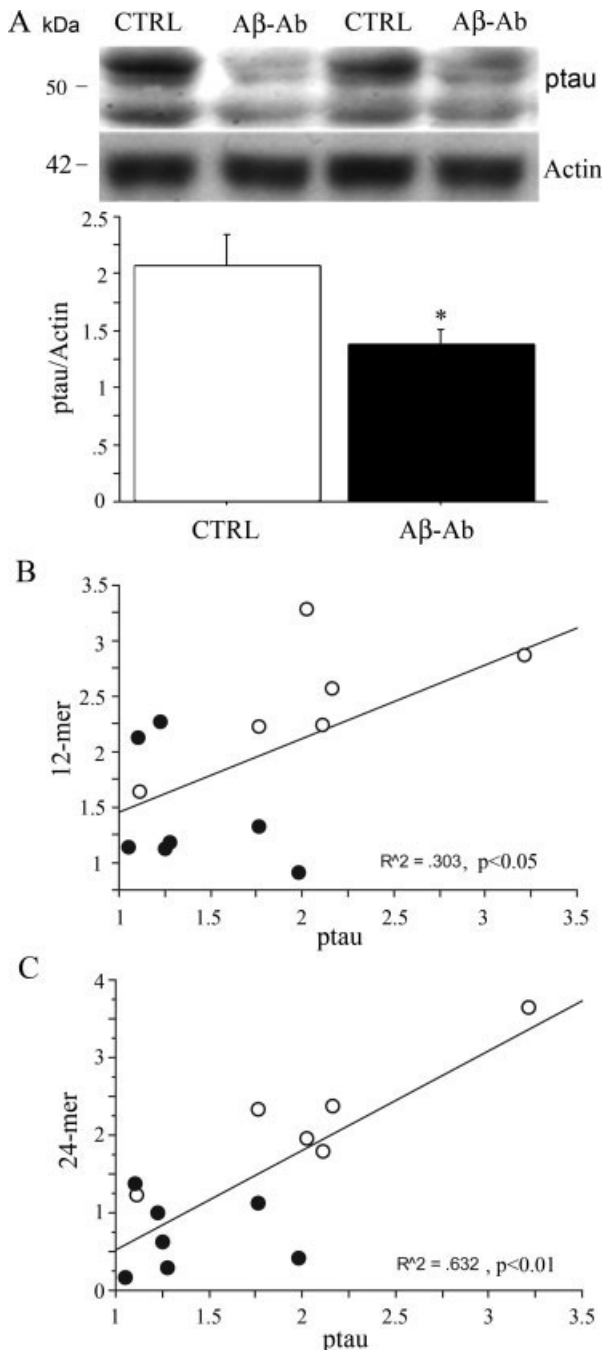 A kDa CTRL Aβ-Ab CTRL Aβ-Ab
50 ptau
42 Actin
2.5
2
1.5
1
.5
0
ptau/Actin
*
CTRL Aβ-Ab
B
3.5
3
2.5
2
1.5
1
12-mer
R^2 = .303, p<0.05
1 1.5 2 2.5 3 3.5
ptau
C
4
3
2
1
0
24-mer
R^2 = .632 , p<0.01
1 1.5 2 2.5 3 3.5
ptau